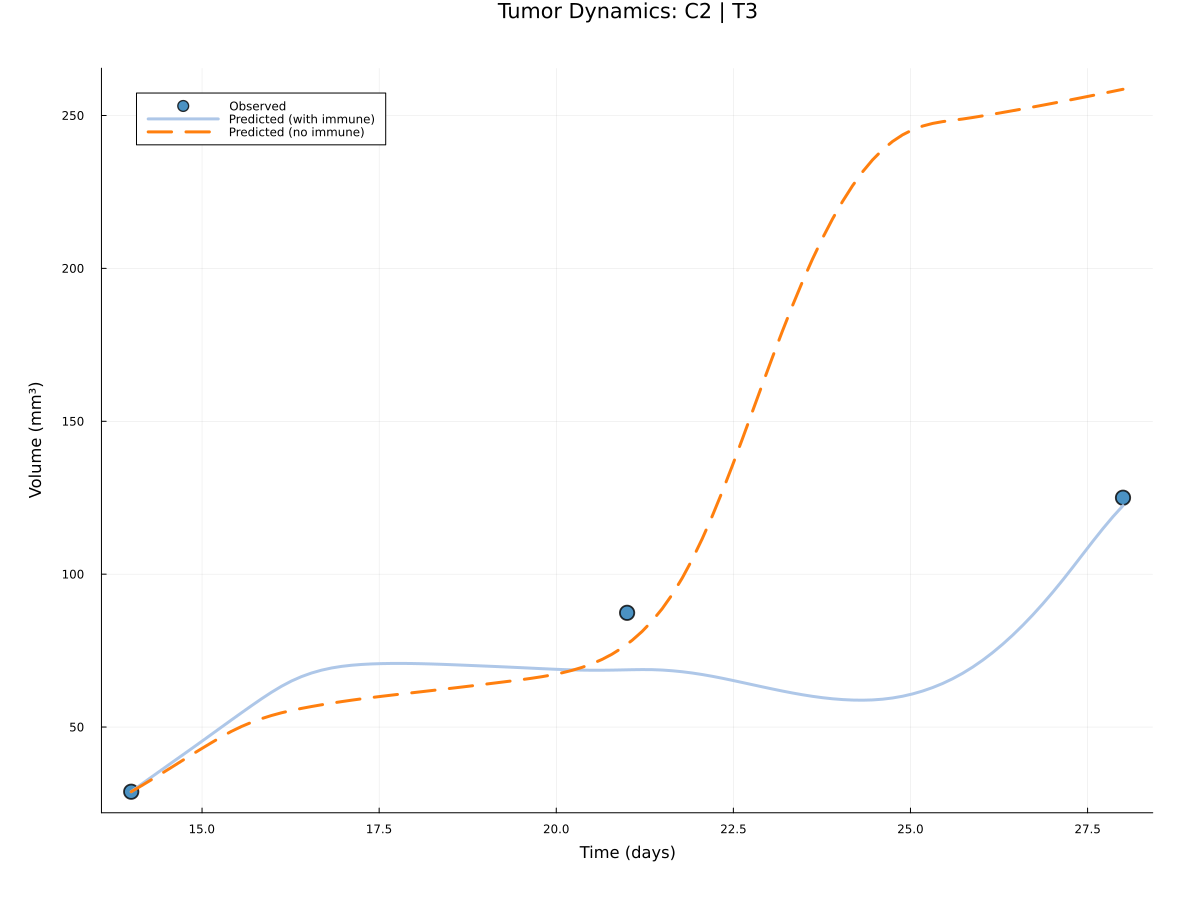 Tumor Dynamics: C2 | T3
Observed
Predicted (with immune)
Predicted (no immune)
250
200
150
100
50
Volume (mm³)
15.0 17.5 20.0 22.5 25.0 27.5
Time (days)